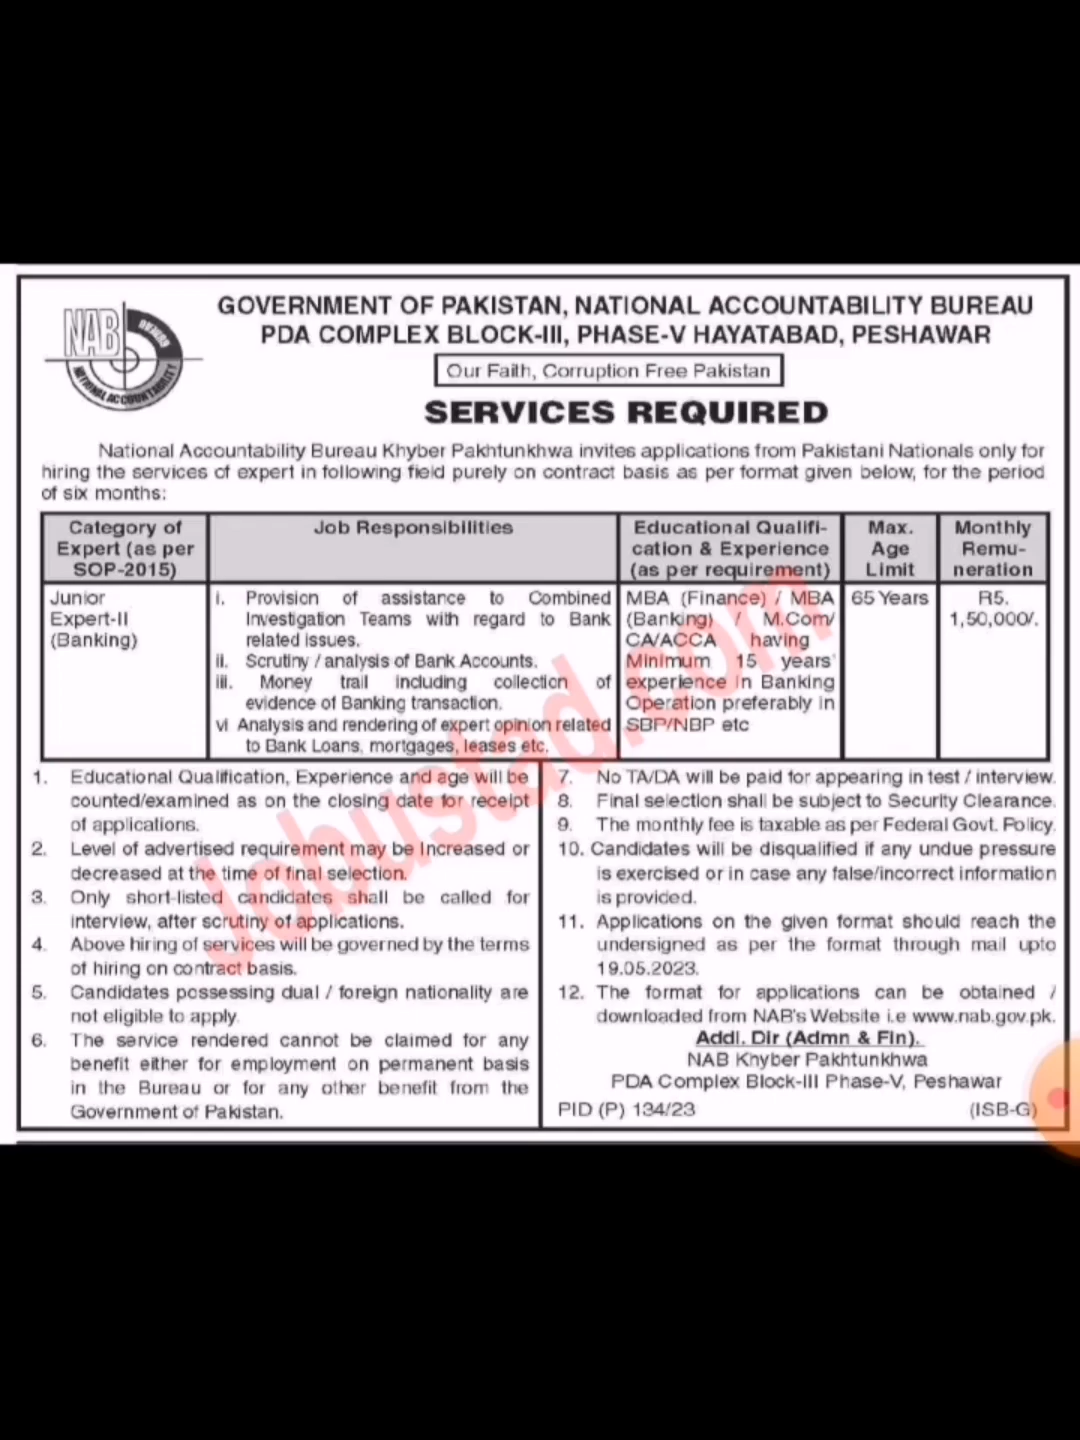 NAB
BUREAU
NATIONAL ACCOUNTABILITY
GOVERNMENT OF PAKISTAN, NATIONAL ACCOUNTABILITY BUREAU
PDA COMPLEX BLOCK-III, PHASE-V HAYATABAD, PESHAWAR
Our Faith, Corruption Free Pakistan
SERVICES REQUIRED
National Accountability Bureau Khyber Pakhtunkhwa invites applications from Pakistani Nationals only for
hiring the services of expert in following field purely on contract basis as per format given below, for the period
of six months:
Category of
Expert (as per
SOP-2015)
Job Responsibilities
Educational Qualifi-
cation & Experience
(as per requirement)
Max.
Age
Limit
Monthly
Remu-
neration
Junior
Expert-II
(Banking)
i. Provision of assistance to Combined
Investigation Teams with regard to Bank
related issues.
ii. Scrutiny / analysis of Bank Accounts.
iii. Money trail including collection of
evidence of Banking transaction.
vi Analysis and rendering of expert opinion related
to Bank Loans, mortgages, leases etc.
MBA (Finance) / MBA
(Banking) / M.Com/
CA/ACCA having
Minimum 15 years'
experience in Banking
Operation preferably in
SBP/NBP etc
65 Years
R5.
1,50,000/.
1. Educational Qualification, Experience and age will be
counted/examined as on the closing date for receipt
of applications.
2. Level of advertised requirement may be Increased or
decreased at the time of final selection.
3. Only short-listed candidates shall be called for
interview, after scrutiny of applications.
4. Above hiring of services will be governed by the terms
of hiring on contract basis.
5. Candidates possessing dual / foreign nationality are
not eligible to apply.
6. The service rendered cannot be claimed for any
benefit either for employment on permanent basis
in the Bureau or for any other benefit from the
Government of Pakistan.
7. No TA/DA will be paid for appearing in test / interview.
8. Final selection shall be subject to Security Clearance.
9. The monthly fee is taxable as per Federal Govt. Policy.
10. Candidates will be disqualified if any undue pressure
is exercised or in case any false/incorrect information
is provided.
11. Applications on the given format should reach the
undersigned as per the format through mail upto
19.05.2023.
12. The format for applications can be obtained /
downloaded from NAB's Website i.e www.nab.gov.pk.
Addl. Dir (Admn & Fin).
NAB Khyber Pakhtunkhwa
PDA Complex Block-III Phase-V, Peshawar
PID (P) 134/23
(ISB-G)
Jobustad.com